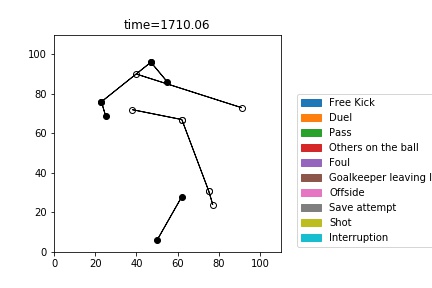 time=1710.06
100
80
60
40
20
0
0 20 40 60 80 100
Free Kick
Duel
Pass
Others on the ball
Foul
Goalkeeper leaving l
Offside
Save attempt
Shot
Interruption